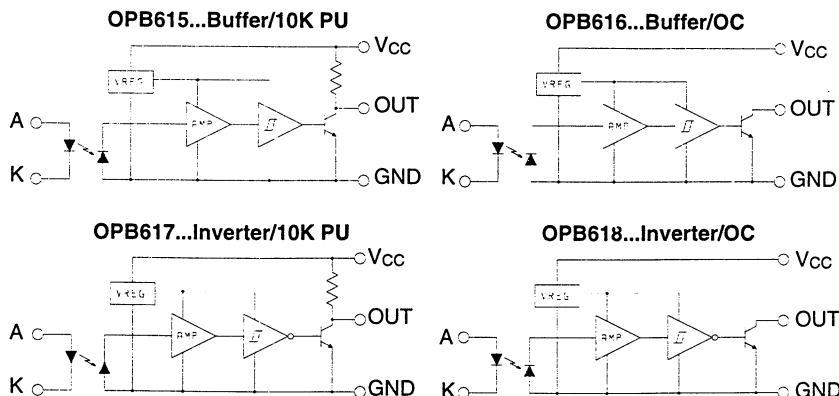 OPB615...Buffer/10K PU
VCC
VREG
OUT
A
AMP
K
GND
OPB616...Buffer/OC
VCC
VREG
OUT
A
AMP
K
GND
OPB617...Inverter/10K PU
VCC
VREG
OUT
A
AMP
K
GND
OPB618...Inverter/OC
VCC
VREG
OUT
A
AMP
K
GND